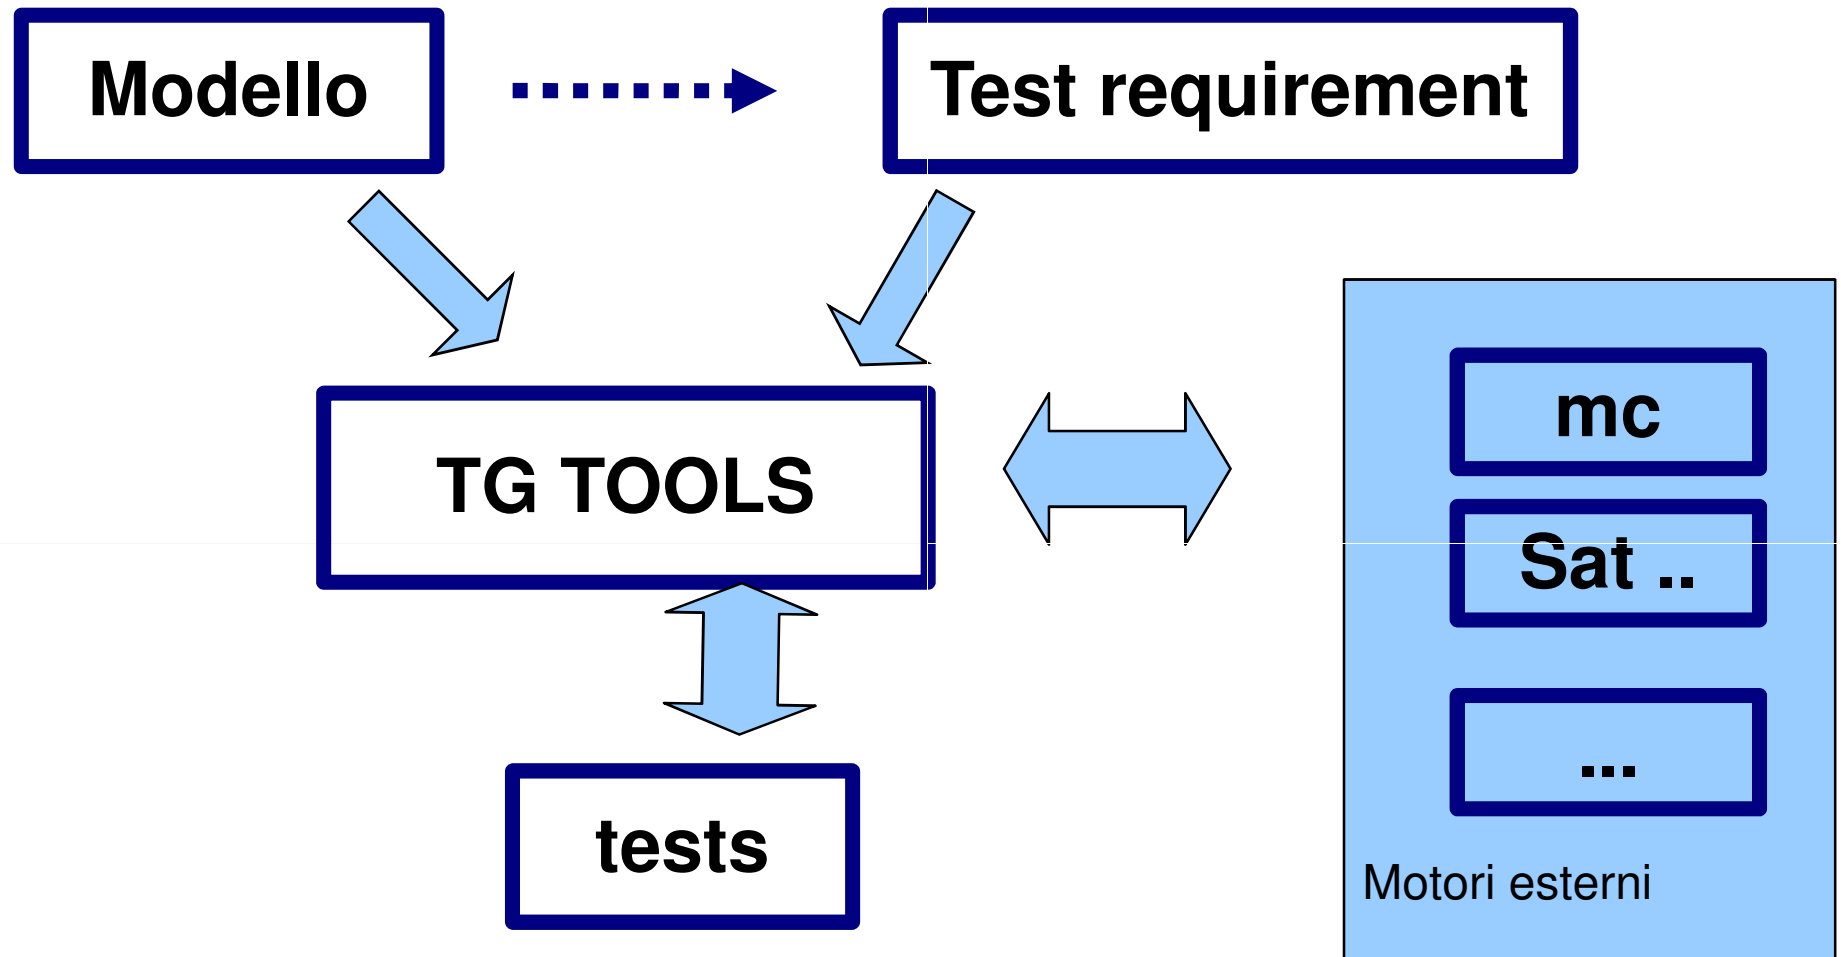 Modello
Test requirement
TG TOOLS
mc
Sat ..
...
tests
Motori esterni